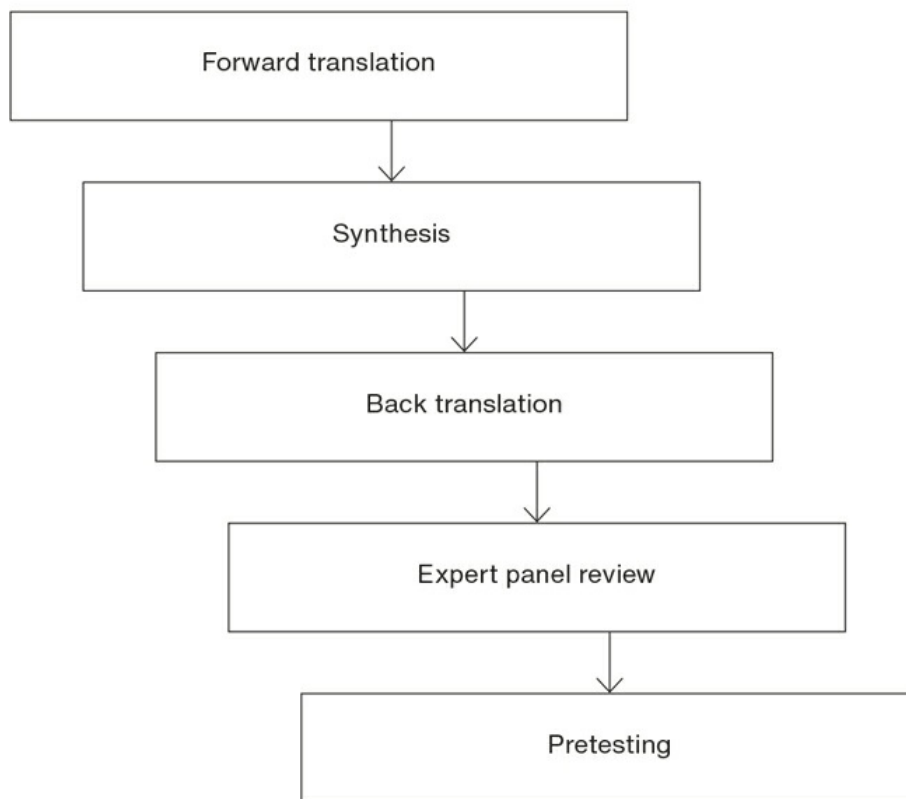 Forward translation
Synthesis
Back translation
Expert panel review
Pretesting